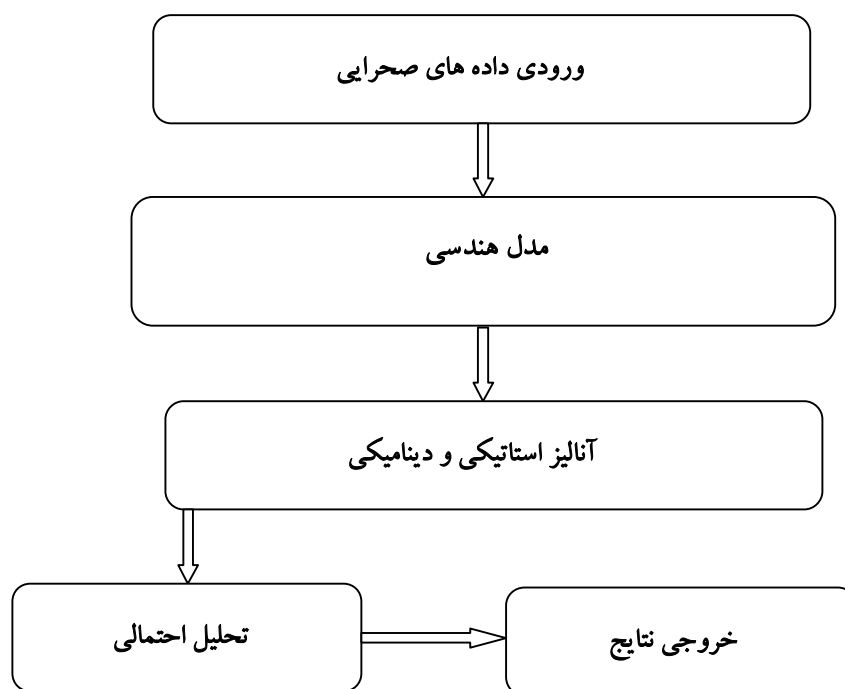 ورودی داده های صحرایی
مدل هندسی
آنالیز استاتیکی و دینامیکی
تحلیل احتمالی
خروجی نتایج